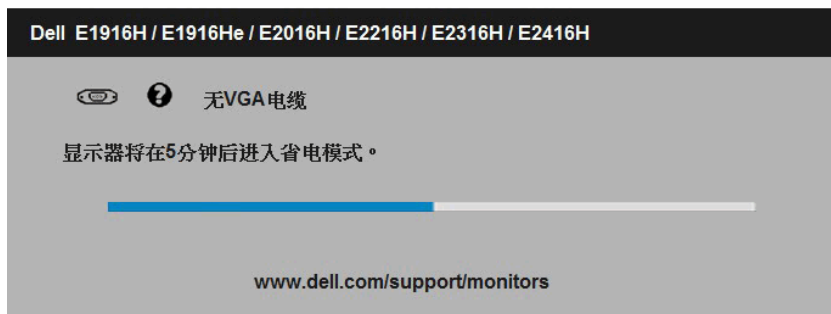 Dell E1916H / E1916He / E2016H / E2216H / E2316H / E2416H
无VGA电缆
显示器将在5分钟后进入省电模式。
www.dell.com/support/monitors